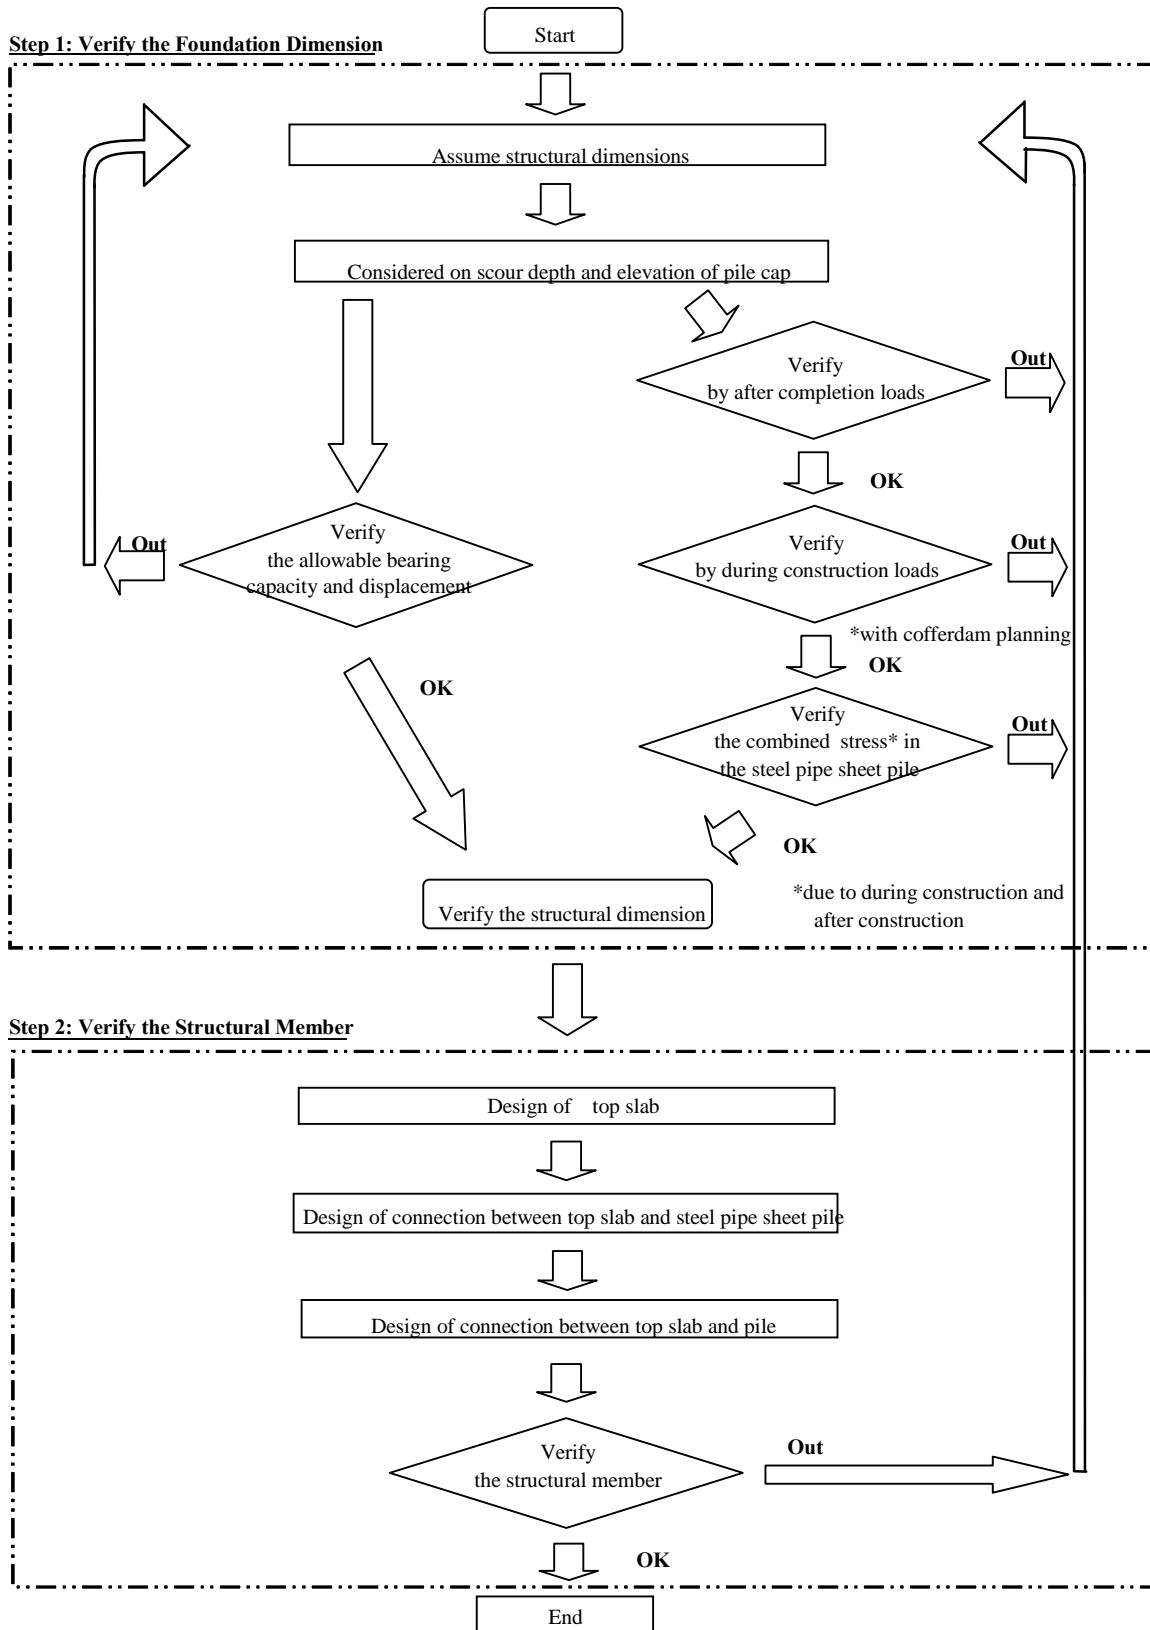 Start
Step 1: Verify the Foundation Dimension
Assume structural dimensions
Considered on scour depth and elevation of pile cap
Verify
by after completion loads
Out
OK
Verify
the allowable bearing
capacity and displacement
Out
OK
Verify
by during construction loads
Out
*with cofferdam planning
OK
Verify
the combined stress* in
the steel pipe sheet pile
Out
OK
*due to during construction and
after construction
Verify the structural dimension
Step 2: Verify the Structural Member
Design of top slab
Design of connection between top slab and steel pipe sheet pile
Design of connection between top slab and pile
Verify
the structural member
Out
OK
End